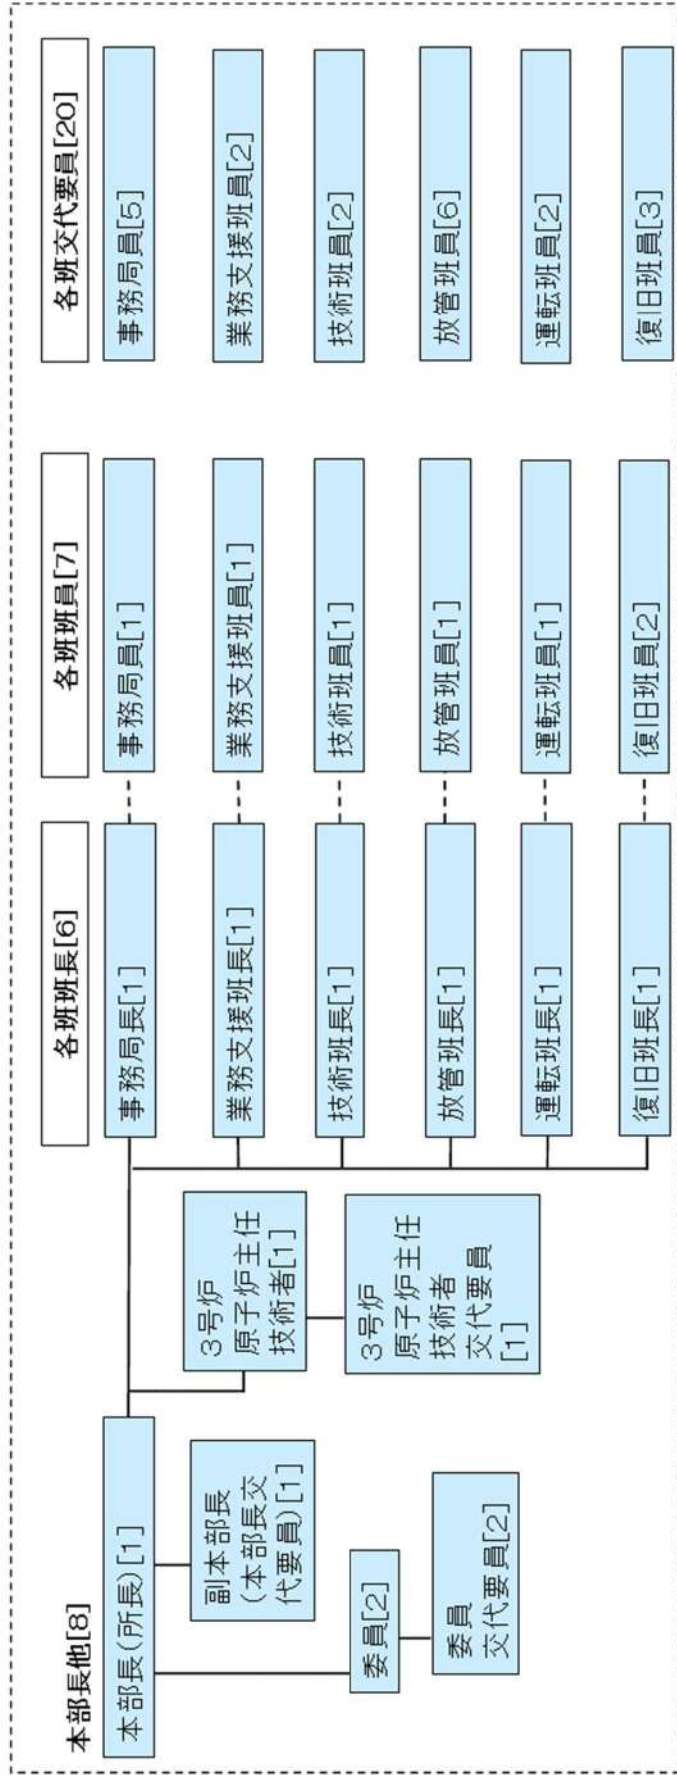 本部長他[8]
本部長(所長)[1]
副本部長
(本部長交
代要員)[1]
委員[2]
委員
交代要員[2]
3号炉
原子炉主任
技術者[1]
3号炉
原子炉主任
技術者
交代要員
[1]
各班班長[6]
事務局長[1]
業務支援班長[1]
技術班長[1]
放管班長[1]
運転班長[1]
復旧班長[1]
各班班員[7]
事務局員[1]
業務支援班員[1]
技術班員[1]
放管班員[1]
運転班員[1]
復旧班員[2]
各班交代要員[20]
事務局員[5]
業務支援班員[2]
技術班員[2]
放管班員[6]
運転班員[2]
復旧班員[3]